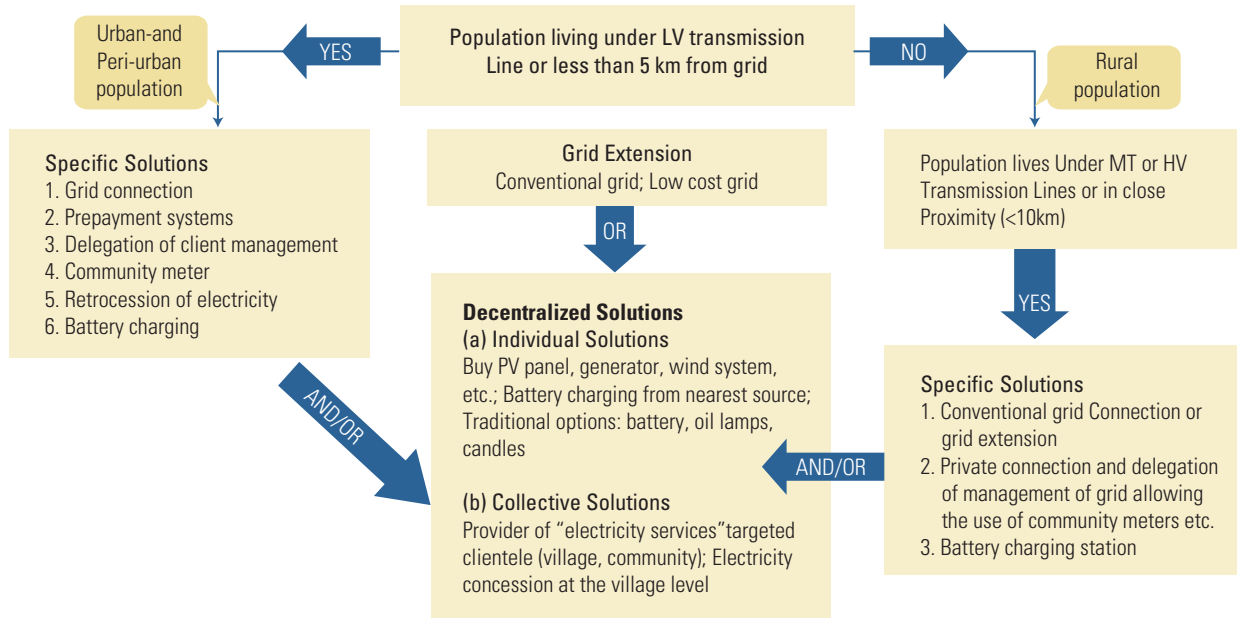 Urban-and
Peri-urban
population
YES
Population living under LV transmission
Line or less than 5 km from grid
NO
Rural
population
Specific Solutions
1. Grid connection
2. Prepayment systems
3. Delegation of client management
4. Community meter
5. Retrocession of electricity
6. Battery charging
Grid Extension
Conventional grid; Low cost grid
OR
Population lives Under MT or HV
Transmission Lines or in close
Proximity (<10km)
YES
AND/OR
Decentralized Solutions
(a) Individual Solutions
Buy PV panel, generator, wind system,
etc.; Battery charging from nearest source;
Traditional options: battery, oil lamps,
candles
(b) Collective Solutions
Provider of “electricity services”targeted
clientele (village, community); Electricity
concession at the village level
AND/OR
Specific Solutions
1. Conventional grid Connection or
grid extension
2. Private connection and delegation
of management of grid allowing
the use of community meters etc.
3. Battery charging station